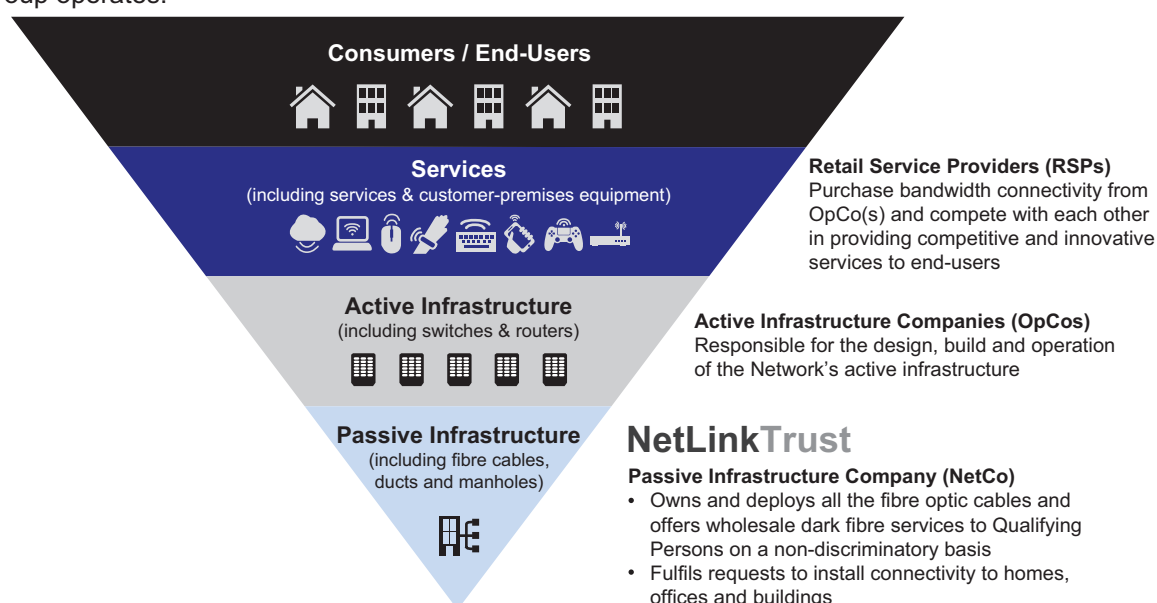 oup operates.
Consumers / End-Users
Services
(including services & customer-premises equipment)
Retail Service Providers (RSPs)
Purchase bandwidth connectivity from
OpCo(s) and compete with each other
in providing competitive and innovative
services to end-users
Active Infrastructure
(including switches & routers)
Active Infrastructure Companies (OpCos)
Responsible for the design, build and operation
of the Network's active infrastructure
Passive Infrastructure
(including fibre cables,
ducts and manholes)
NetLinkTrust
Passive Infrastructure Company (NetCo)
• Owns and deploys all the fibre optic cables and
offers wholesale dark fibre services to Qualifying
Persons on a non-discriminatory basis
• Fulfils requests to install connectivity to homes,
offices and buildings